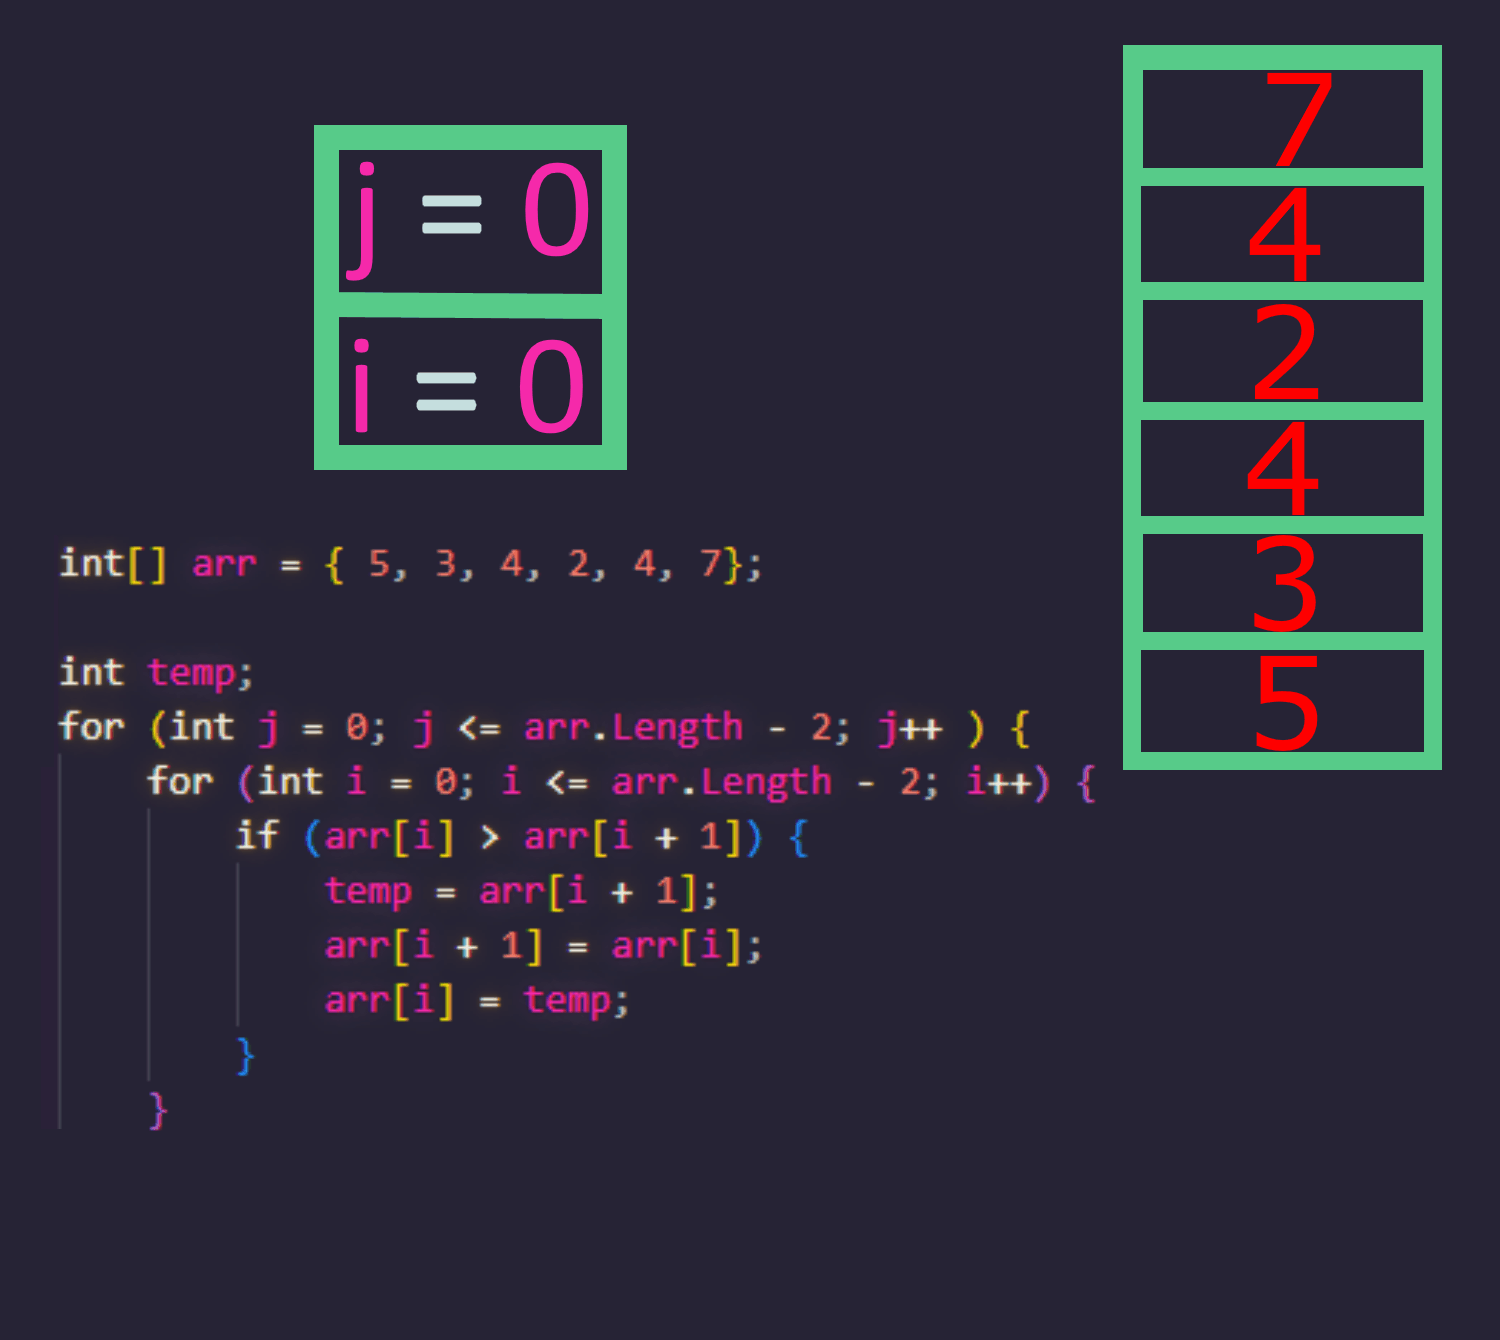 j = 0
i = 0
7
4
2
4
3
5
int[] arr = { 5, 3, 4, 2, 4, 7};
int temp;
for (int j = 0; j <= arr.Length - 2; j++ ) {
for (int i = 0; i <= arr.Length - 2; i++) {
if (arr[i] > arr[i + 1]) {
temp = arr[i + 1];
arr[i + 1] = arr[i];
arr[i] = temp;
}
}